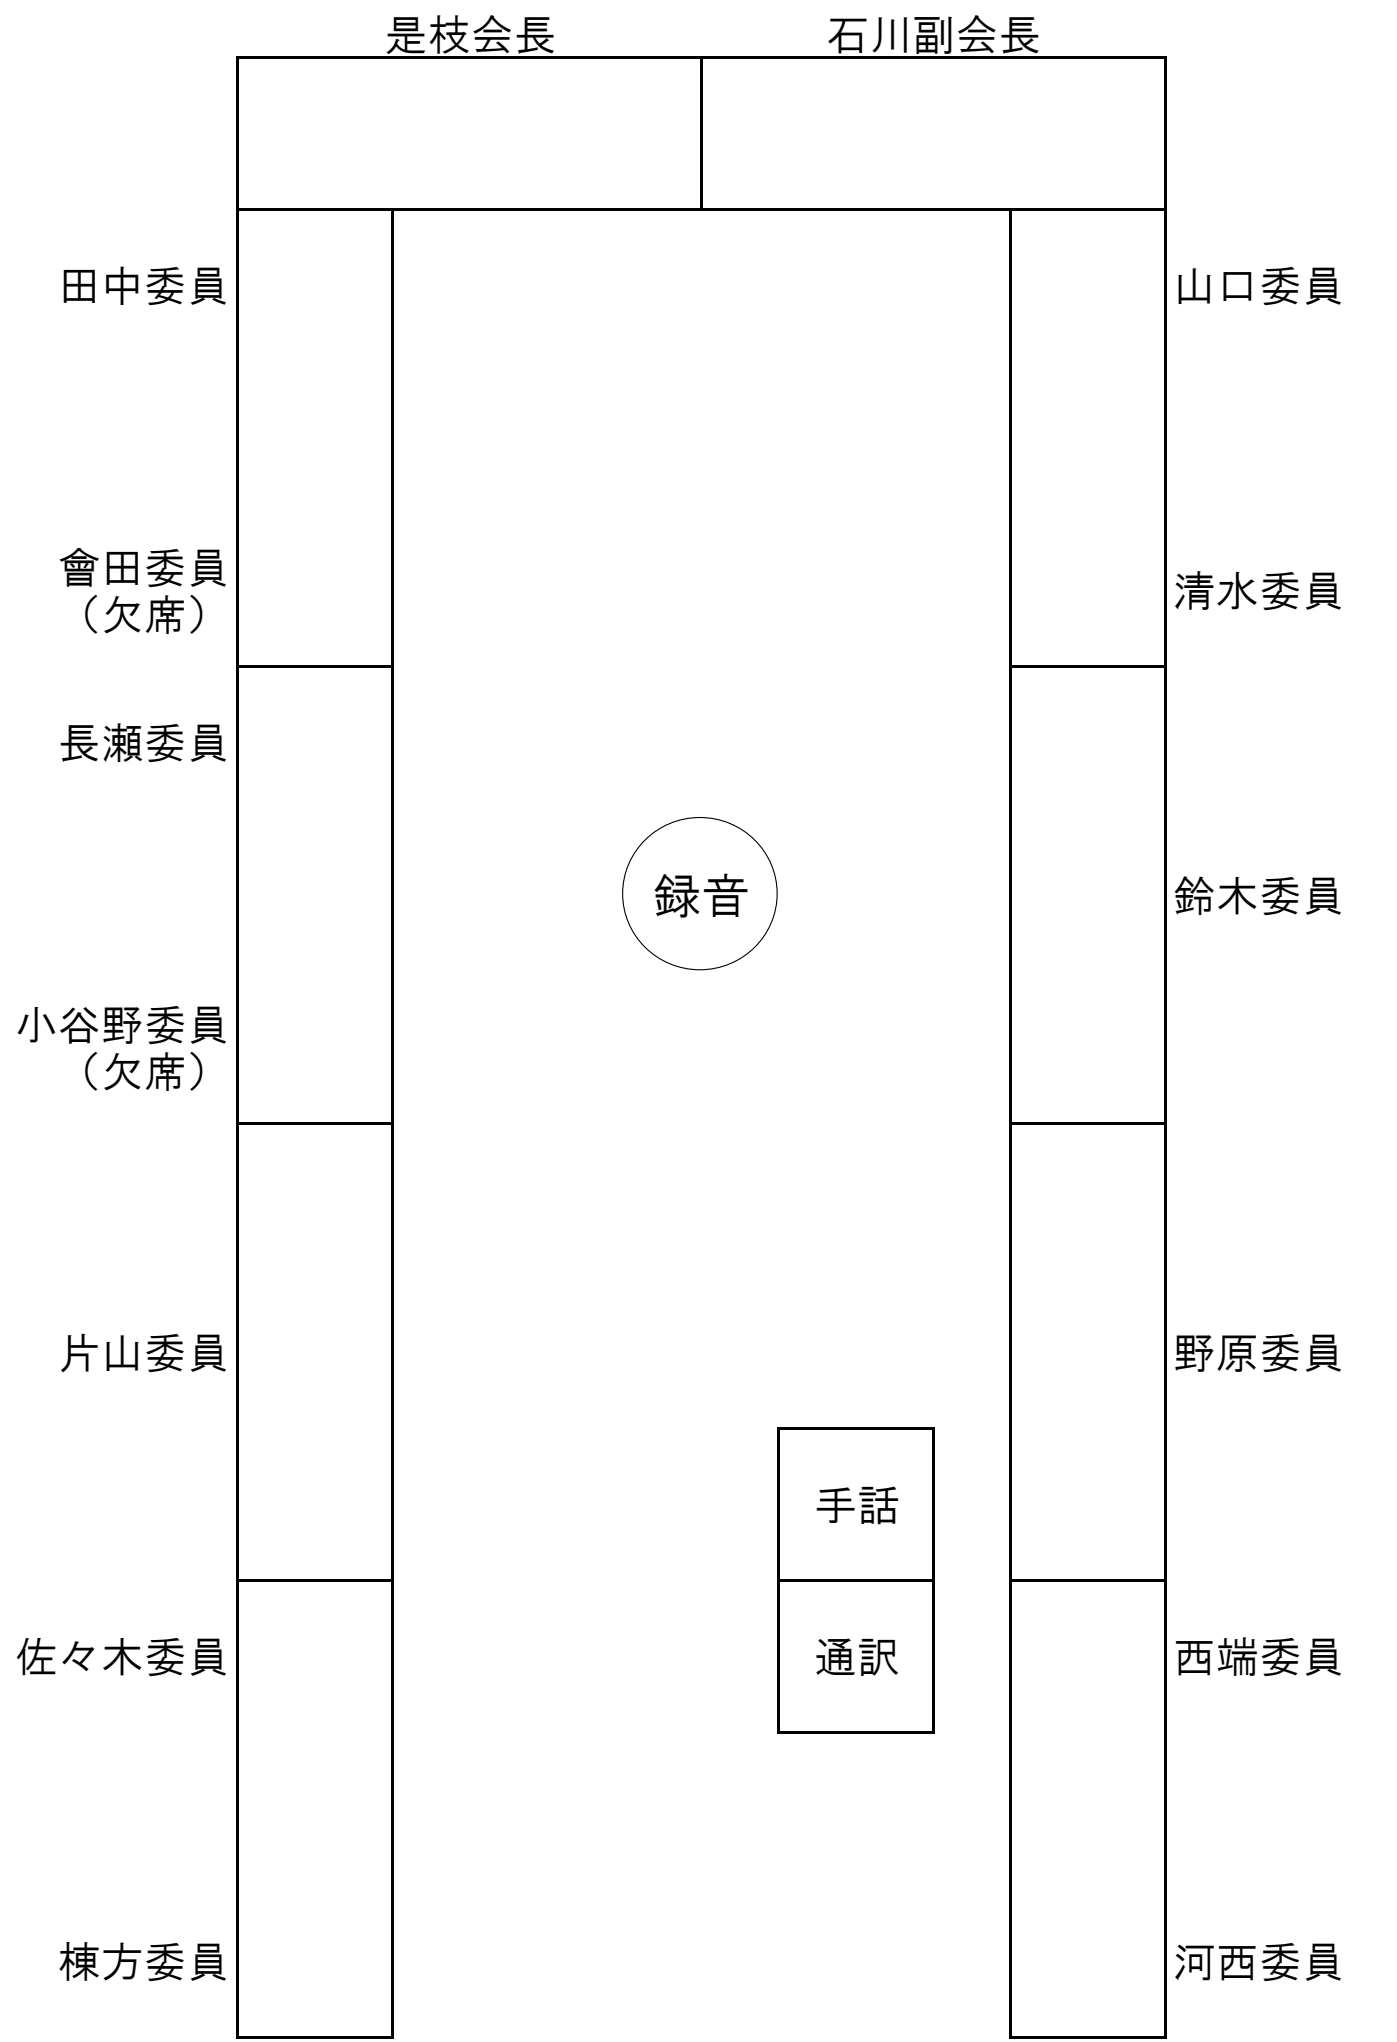 是枝会長
石川副会長
田中委員
山口委員
會田委員
（欠席）
清水委員
長瀬委員
録音
鈴木委員
小谷野委員
（欠席）
片山委員
野原委員
手話
通訳
佐々木委員
西端委員
棟方委員
河西委員